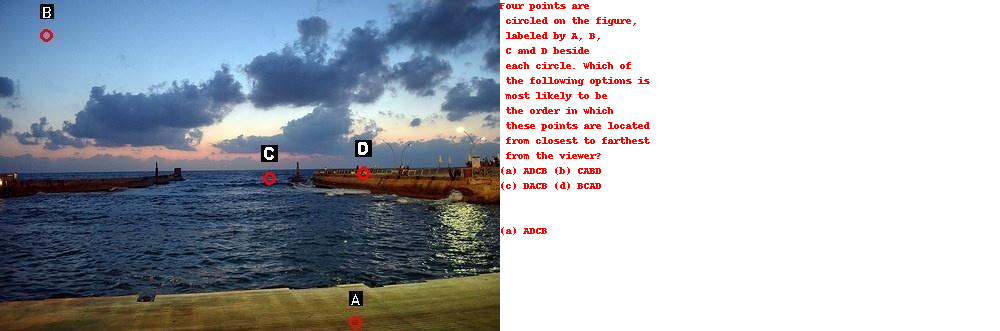 B
C
D
A
Four points are
circled on the figure,
labeled by A, B,
C and D beside
each circle. Which of
the following options is
most likely to be
the order in which
these points are located
from closest to farthest
from the viewer?
(a) ADCB (b) CABD
(c) DACB (d) BCAD
(a) ADCB